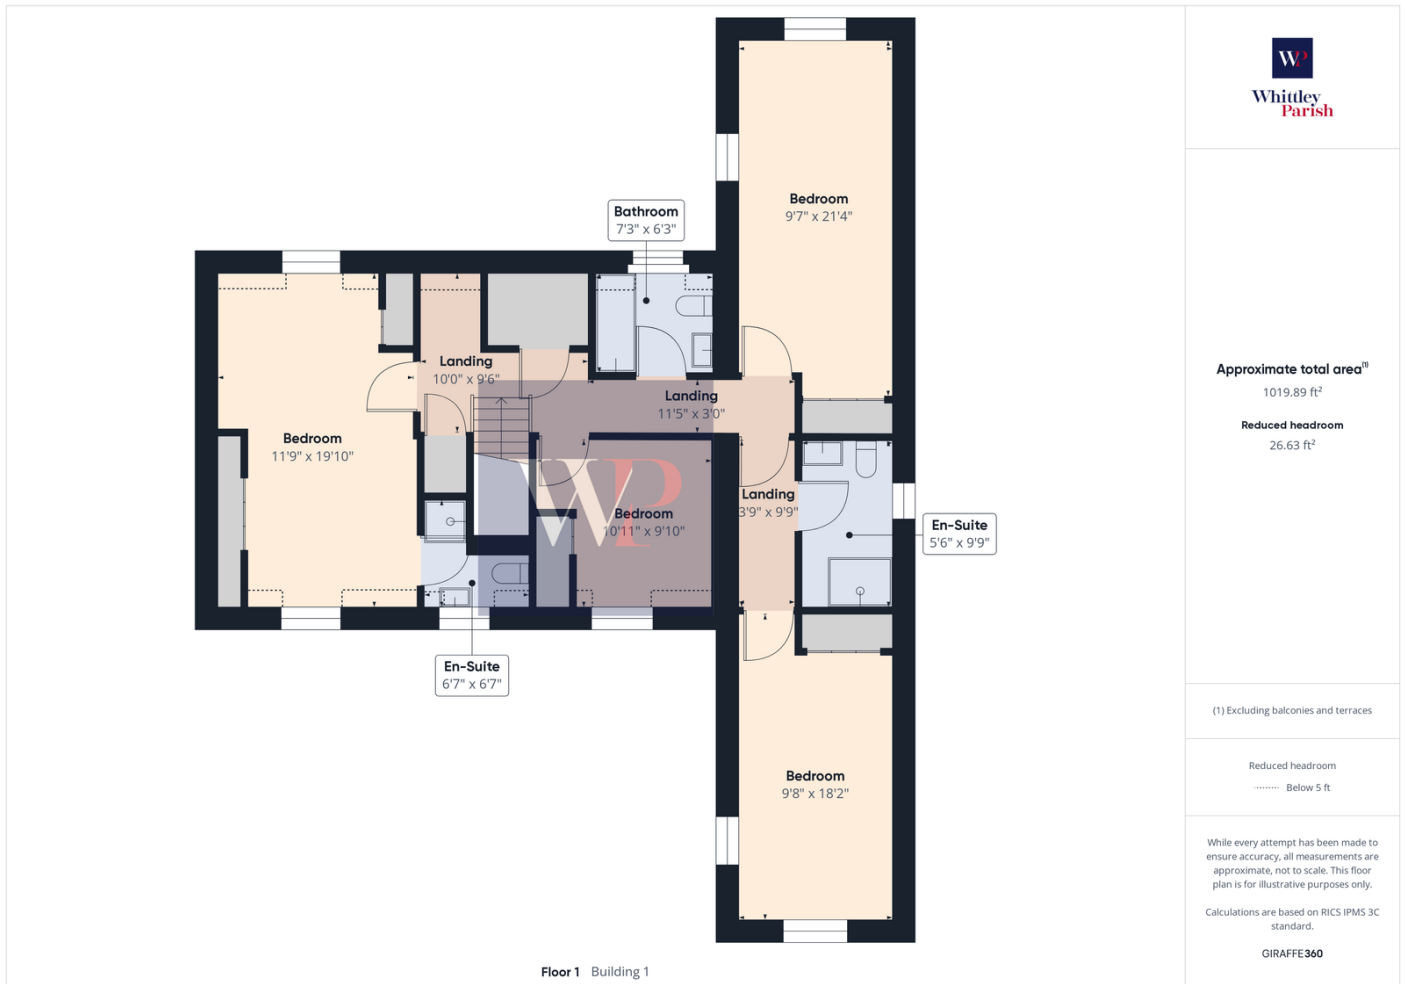 Bedroom
9'7" x 21'4"
Bathroom
7'3" x 6'3"
Landing
10'0" x 9'6"
Landing
11'5" x 3'0"
Bedroom
11'9" x 19'10"
WP
Bedroom
10'11" x 9'10"
Landing
3'9" x 9'9"
En-Suite
5'6" x 9'9"
En-Suite
6'7" x 6'7"
Bedroom
9'8" x 18'2"
Floor 1 Building 1
WP
Whittley
Parish
Approximate total area(1)
1019.89 ft²
Reduced headroom
26.63 ft²
(1) Excluding balconies and terraces
Reduced headroom
Below 5 ft
While every attempt has been made to
ensure accuracy, all measurements are
approximate, not to scale. This floor
plan is for illustrative purposes only.
Calculations are based on RICS IPMS 3C
standard.
GIRAFFE360